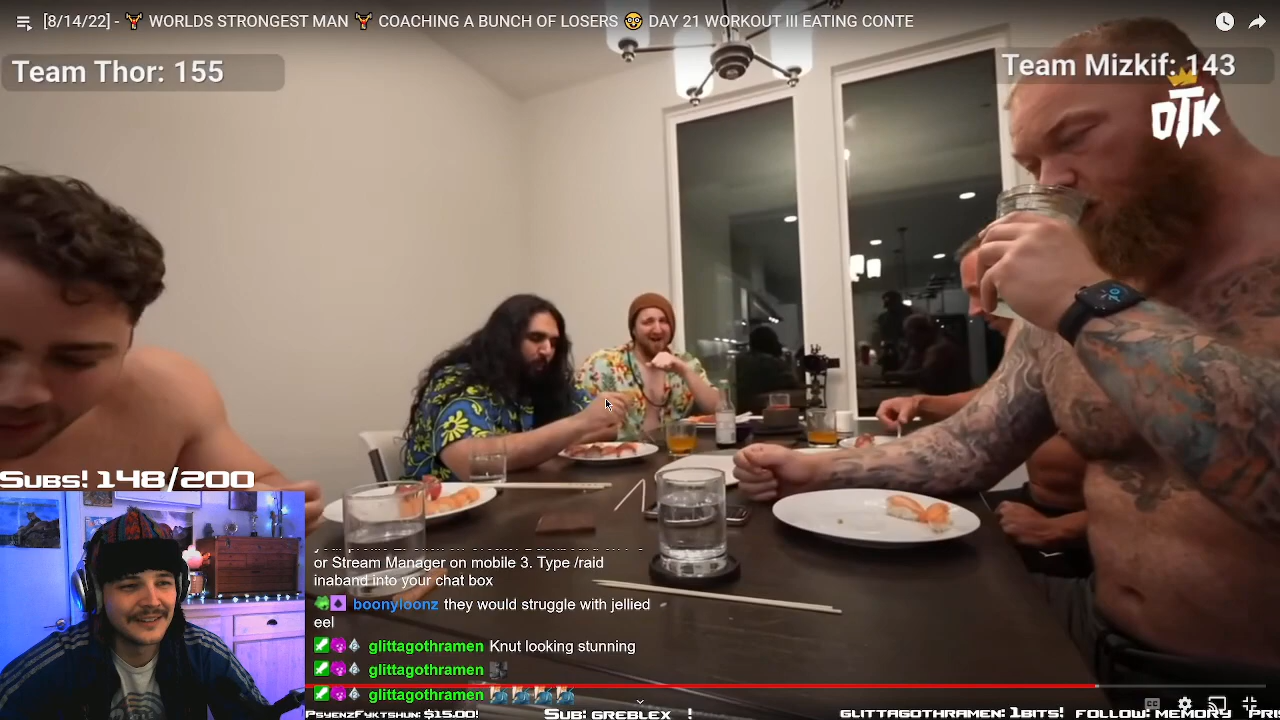 [8/14/22] - 🏋 WORLDS STRONGEST MAN 🏋 COACHING A BUNCH OF LOSERS 🤓 DAY 21 WORKOUT III EATING CONTE
Team Thor: 155
Team Mizkif: 143
OTK
Subs! 148/200
or Stream Manager on mobile 3. Type /raid
inaband into your chat box
boonyloonz they would struggle with jellied
eel
glittagothramen Knut looking stunning
glittagothramen
glittagothramen
PsyenzFyktshun: $15.00!
Sub: greblex !
glittagothramen: 1bits! Follow: Memory